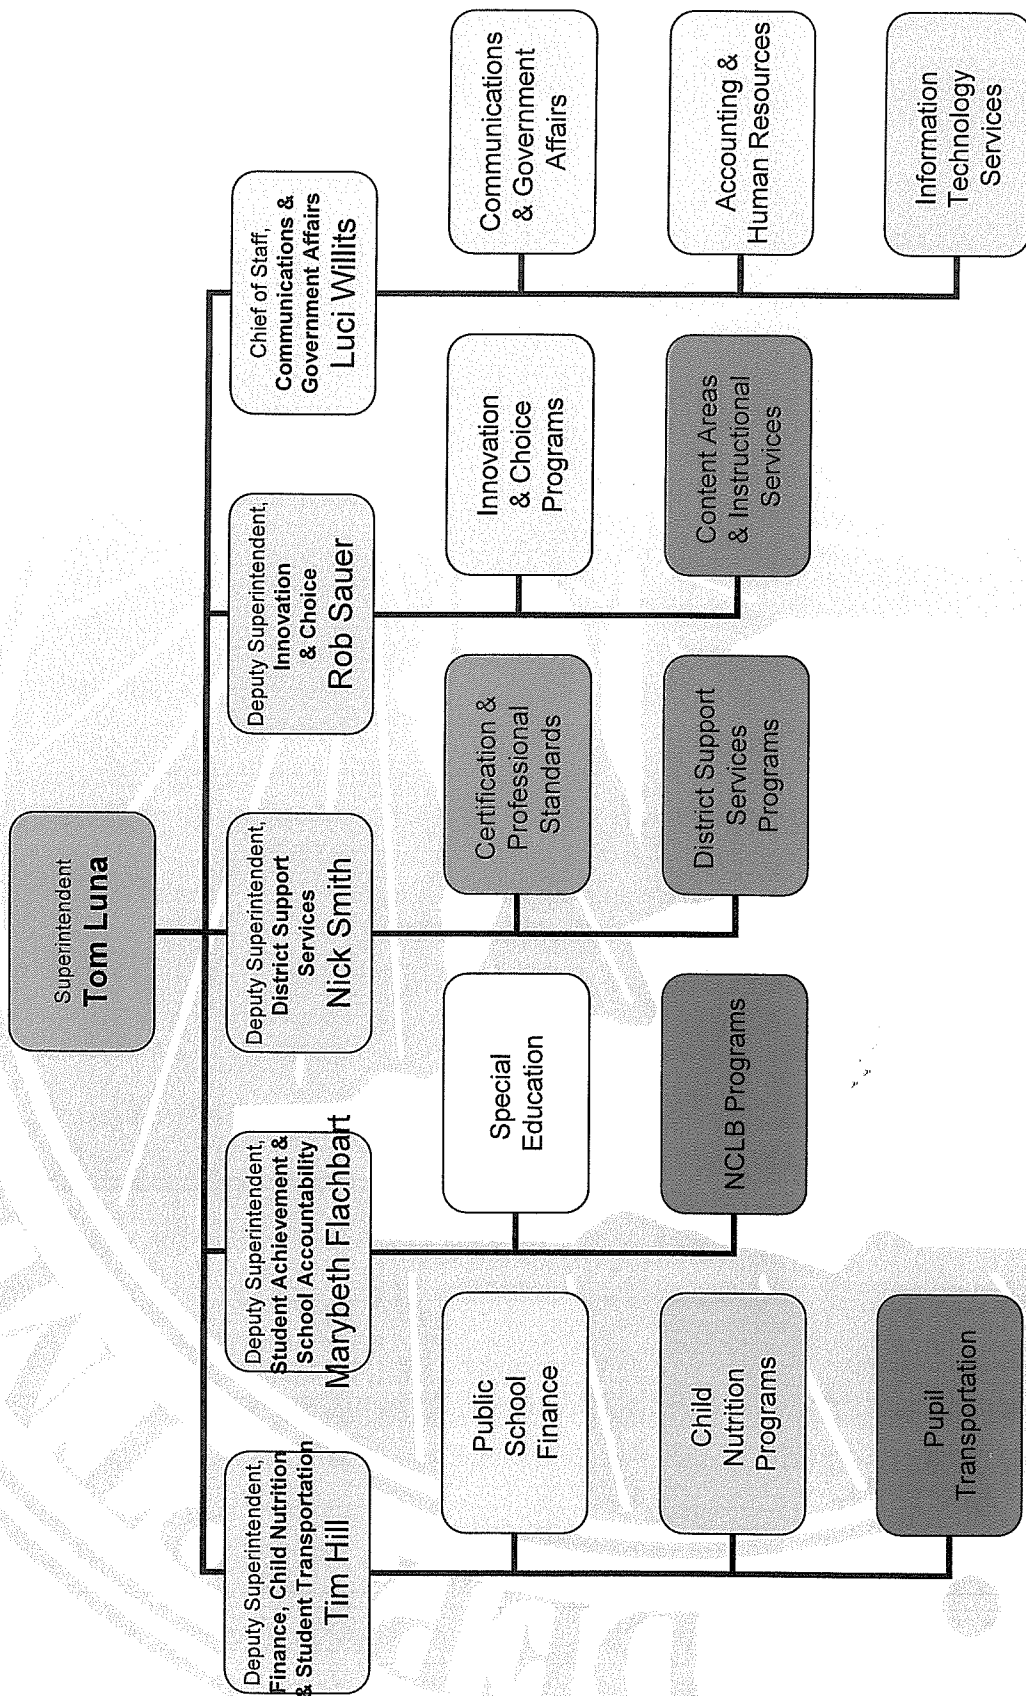 Superintendent
Tom Luna
Deputy Superintendent,
Finance, Child Nutrition
& Student Transportation
Tim Hill
Deputy Superintendent,
Student Achievement &
School Accountability
Marybeth Flachbart
Deputy Superintendent,
District Support
Services
Nick Smith
Deputy Superintendent,
Innovation
& Choice
Rob Sauer
Chief of Staff,
Communications &
Government Affairs
Luci Willits
Public
School
Finance
Special
Education
Certification &
Professional
Standards
Innovation
& Choice
Programs
Communications
& Government
Affairs
Child
Nutrition
Programs
NCLB Programs
District Support
Services
Programs
Content Areas
& Instructional
Services
Accounting &
Human Resources
Pupil
Transportation
Information
Technology
Services